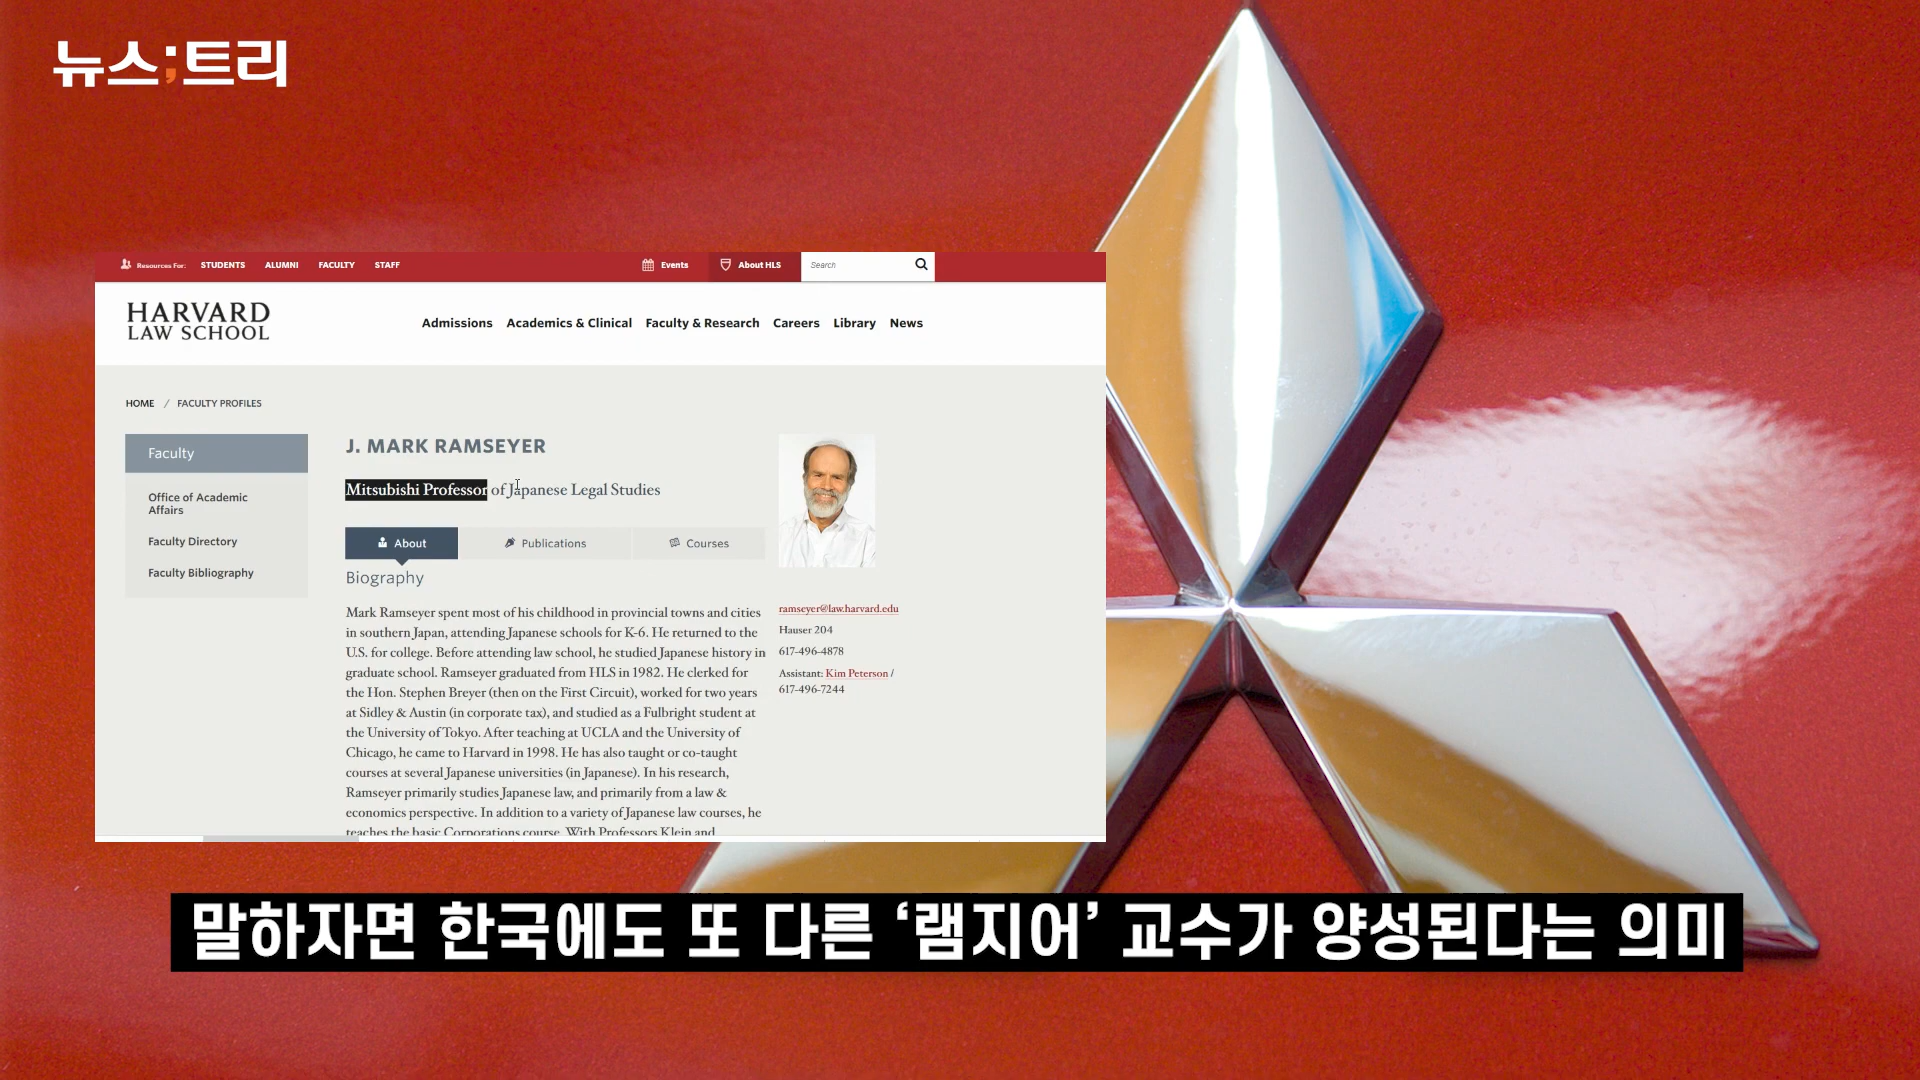 뉴스;트리
Resources For: STUDENTS ALUMNI FACULTY STAFF Events About HLS Search
HARVARD
LAW SCHOOL
Admissions Academics & Clinical Faculty & Research Careers Library News
HOME / FACULTY PROFILES
Faculty
Office of Academic
Affairs
Faculty Directory
Faculty Bibliography
J. MARK RAMSEYER
Mitsubishi Professor of Japanese Legal Studies
About Publications Courses
Biography
Mark Ramseyer spent most of his childhood in provincial towns and cities
in southern Japan, attending Japanese schools for K-6. He returned to the
U.S. for college. Before attending law school, he studied Japanese history in
graduate school. Ramseyer graduated from HLS in 1982. He clerked for
the Hon. Stephen Breyer (then on the First Circuit), worked for two years
at Sidley & Austin (in corporate tax), and studied as a Fulbright student at
the University of Tokyo. After teaching at UCLA and the University of
Chicago, he came to Harvard in 1998. He has also taught or co-taught
courses at several Japanese universities (in Japanese). In his research,
Ramseyer primarily studies Japanese law, and primarily from a law &
economics perspective. In addition to a variety of Japanese law courses, he
teaches the basic Corporations course. With Professors Klein and
ramseyer@law.harvard.edu
Hauser 204
617-496-4878
Assistant: Kim Peterson /
617-496-7244
말하자면 한국에도 또 다른 ‘램지어’ 교수가 양성된다는 의미